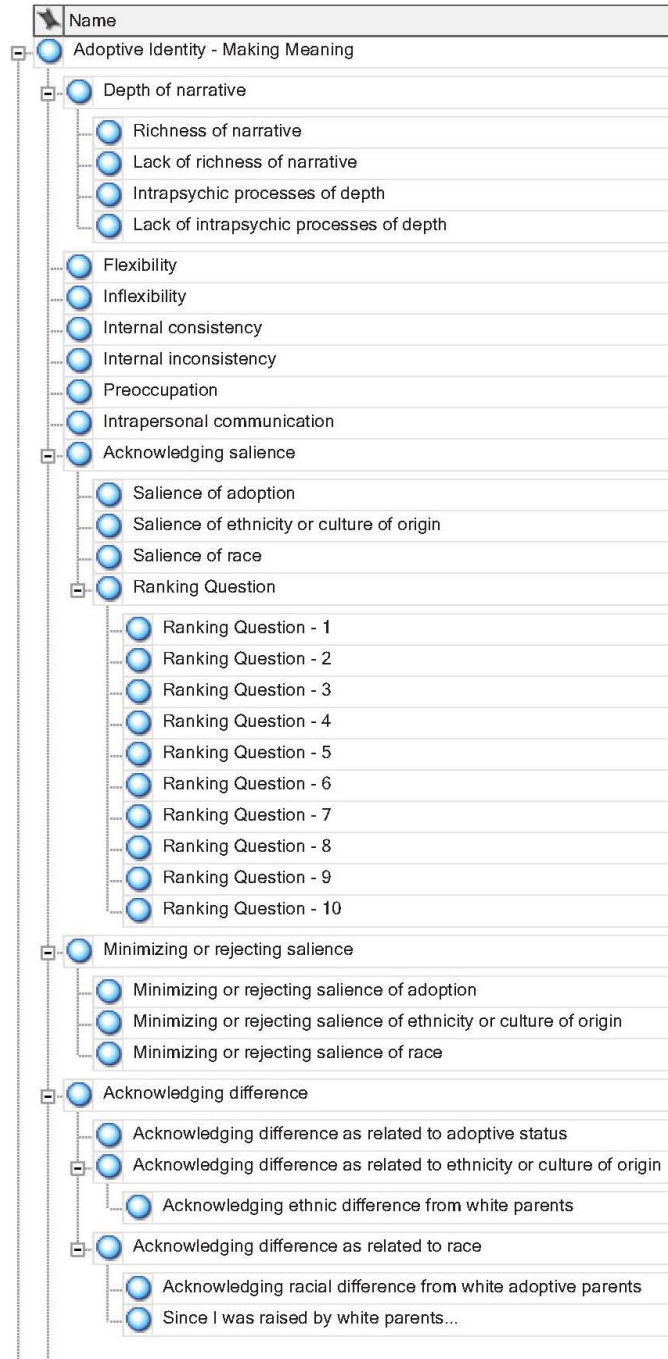 Name
Adoptive Identity - Making Meaning
Depth of narrative
Richness of narrative
Lack of richness of narrative
Intrapsychic processes of depth
Lack of intrapsychic processes of depth
Flexibility
Inflexibility
Internal consistency
Internal inconsistency
Preoccupation
Intrapersonal communication
Acknowledging salience
Salience of adoption
Salience of ethnicity or culture of origin
Salience of race
Ranking Question
Ranking Question - 1
Ranking Question - 2
Ranking Question - 3
Ranking Question - 4
Ranking Question - 5
Ranking Question - 6
Ranking Question - 7
Ranking Question - 8
Ranking Question - 9
Ranking Question - 10
Minimizing or rejecting salience
Minimizing or rejecting salience of adoption
Minimizing or rejecting salience of ethnicity or culture of origin
Minimizing or rejecting salience of race
Acknowledging difference
Acknowledging difference as related to adoptive status
Acknowledging difference as related to ethnicity or culture of origin
Acknowledging ethnic difference from white parents
Acknowledging difference as related to race
Acknowledging racial difference from white adoptive parents
Since I was raised by white parents...